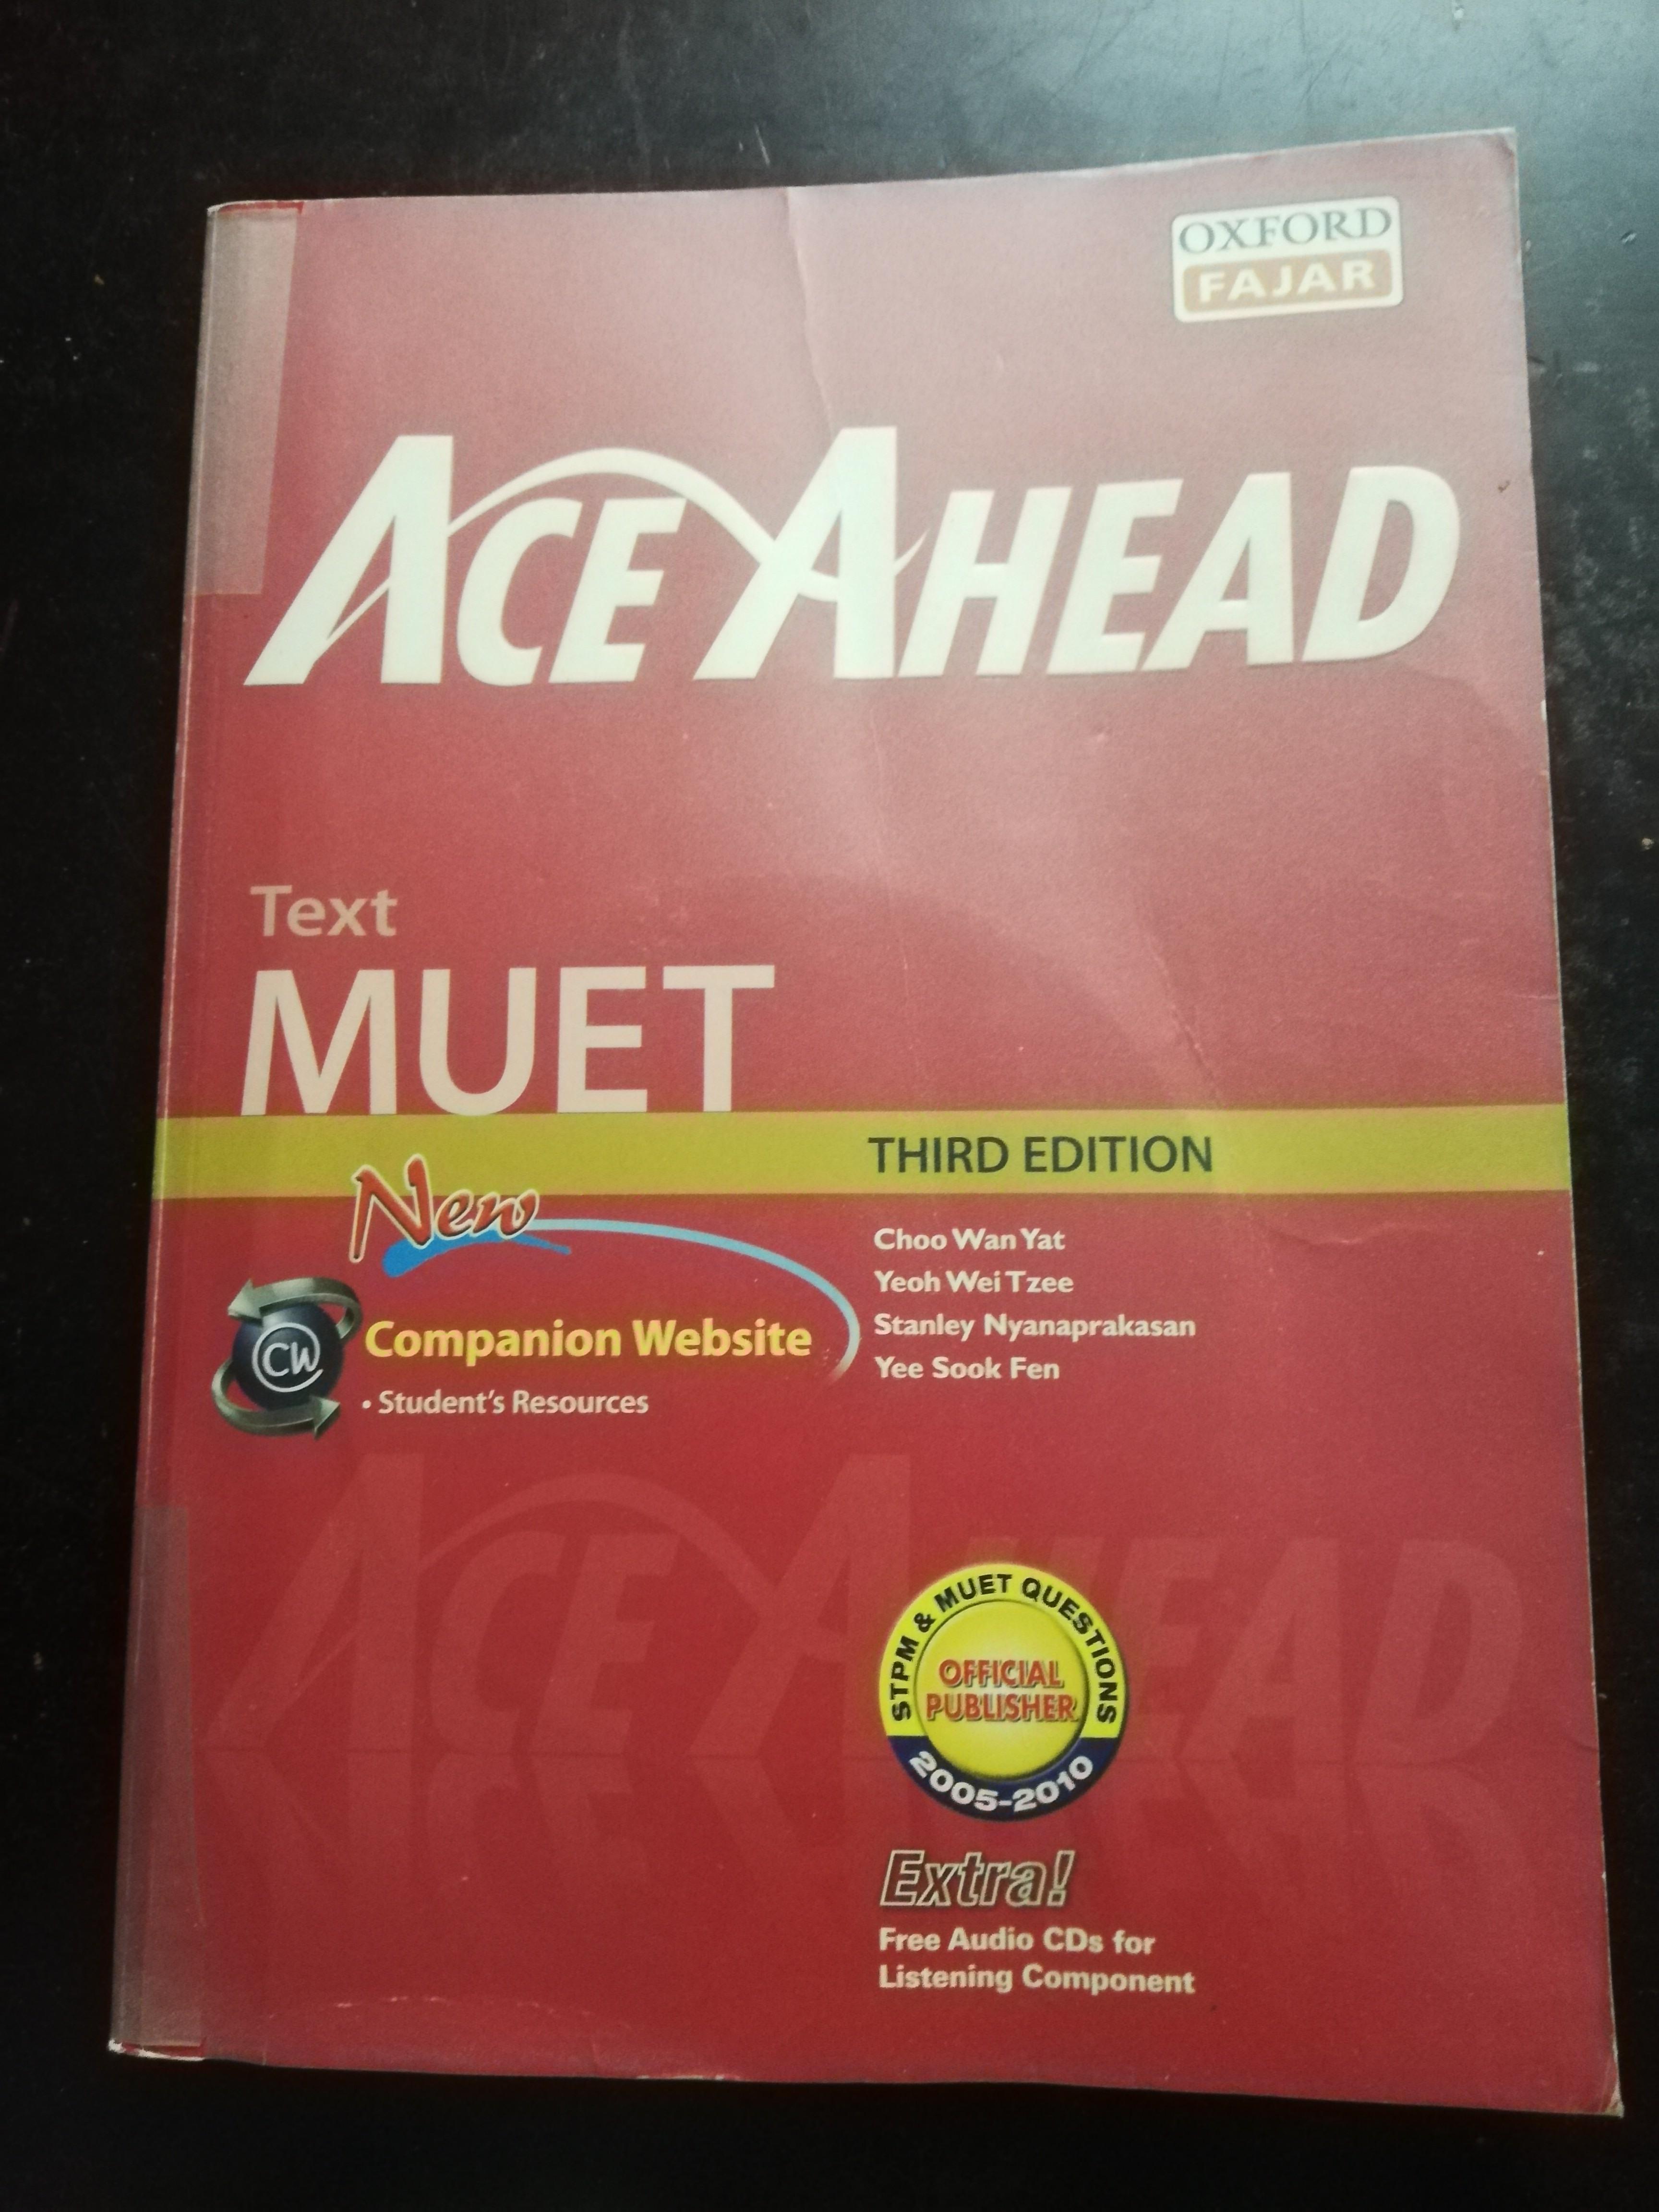 OXFORD
FAJAR
ACE AHEAD
Text
MUET
THIRD EDITION
New
CW
Companion Website
• Student's Resources
Choo Wan Yat
Yeoh Wei Tzee
Stanley Nyanaprakasan
Yee Sook Fen
ACE AHEAD
STPM & MUET QUESTIONS
OFFICIAL
PUBLISHER
2005-2010
Extra!
Free Audio CDs for
Listening Component